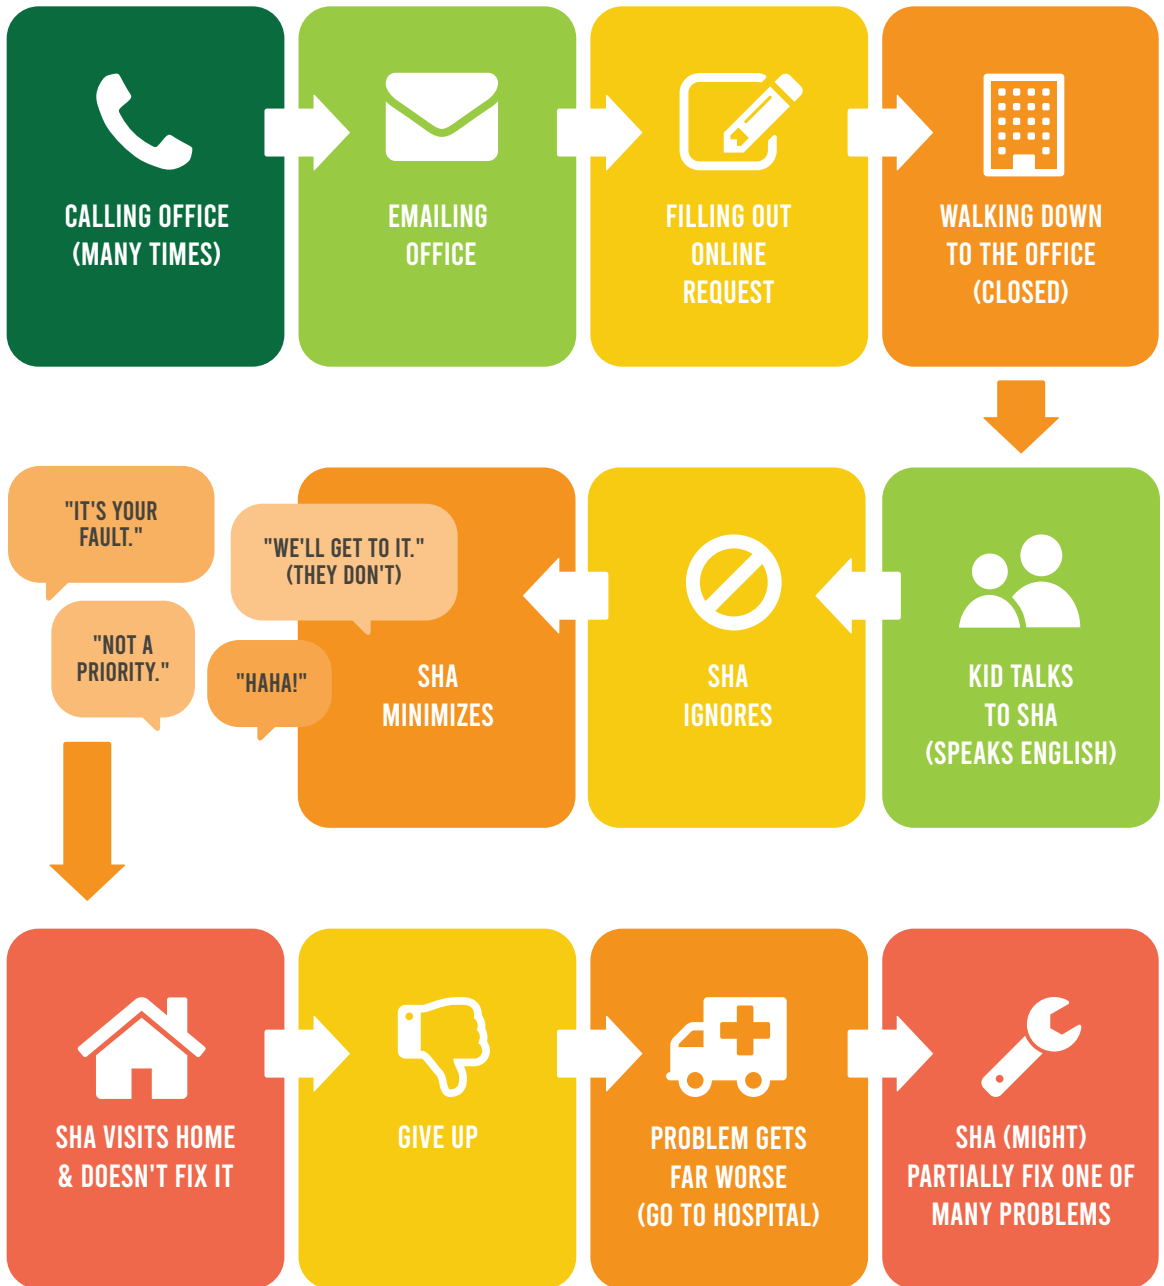 CALLING OFFICE
(MANY TIMES)
EMAILING
OFFICE
FILLING OUT
ONLINE
REQUEST
WALKING DOWN
TO THE OFFICE
(CLOSED)
KID TALKS
TO SHA
(SPEAKS ENGLISH)
SHA
IGNORES
SHA
MINIMIZES
"IT'S YOUR
FAULT."
"WE'LL GET TO IT."
(THEY DON'T)
"NOT A
PRIORITY."
"HAHA!"
SHA VISITS HOME
& DOESN'T FIX IT
GIVE UP
PROBLEM GETS
FAR WORSE
(GO TO HOSPITAL)
SHA (MIGHT)
PARTIALLY FIX ONE OF
MANY PROBLEMS